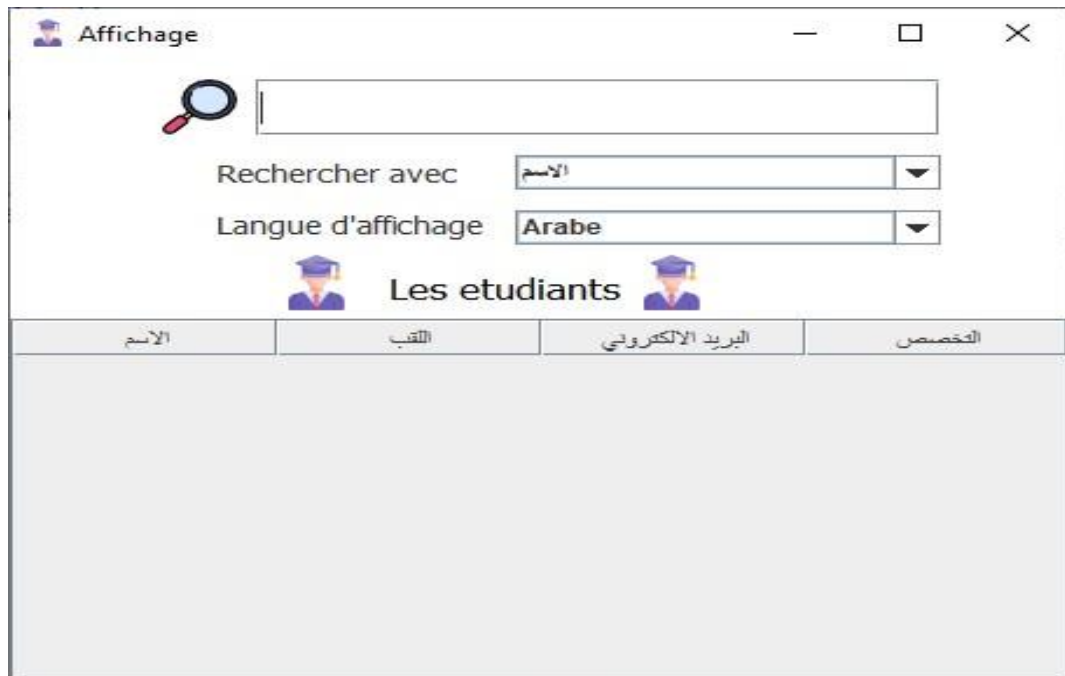 Affichage
Rechercher avec الاسم
Langue d'affichage Arabe
Les etudiants
الاسم اللقب البريد الالكتروني التخصص